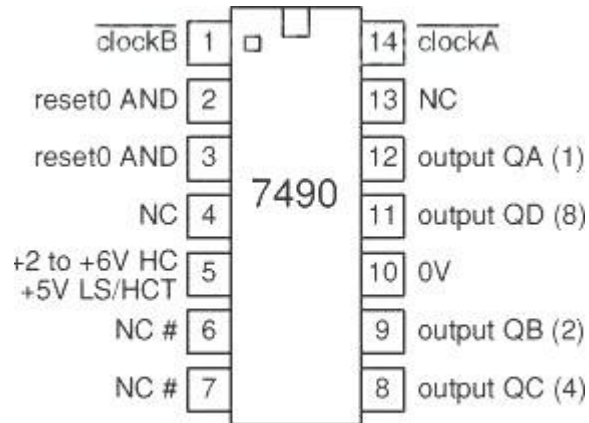 clockB 1 14 clockA
reset0 AND 2 13 NC
reset0 AND 3 12 output QA (1)
7490
NC 4 11 output QD (8)
+2 to +6V HC
+5V LS/HCT 5 10 0V
NC # 6 9 output QB (2)
NC # 7 8 output QC (4)